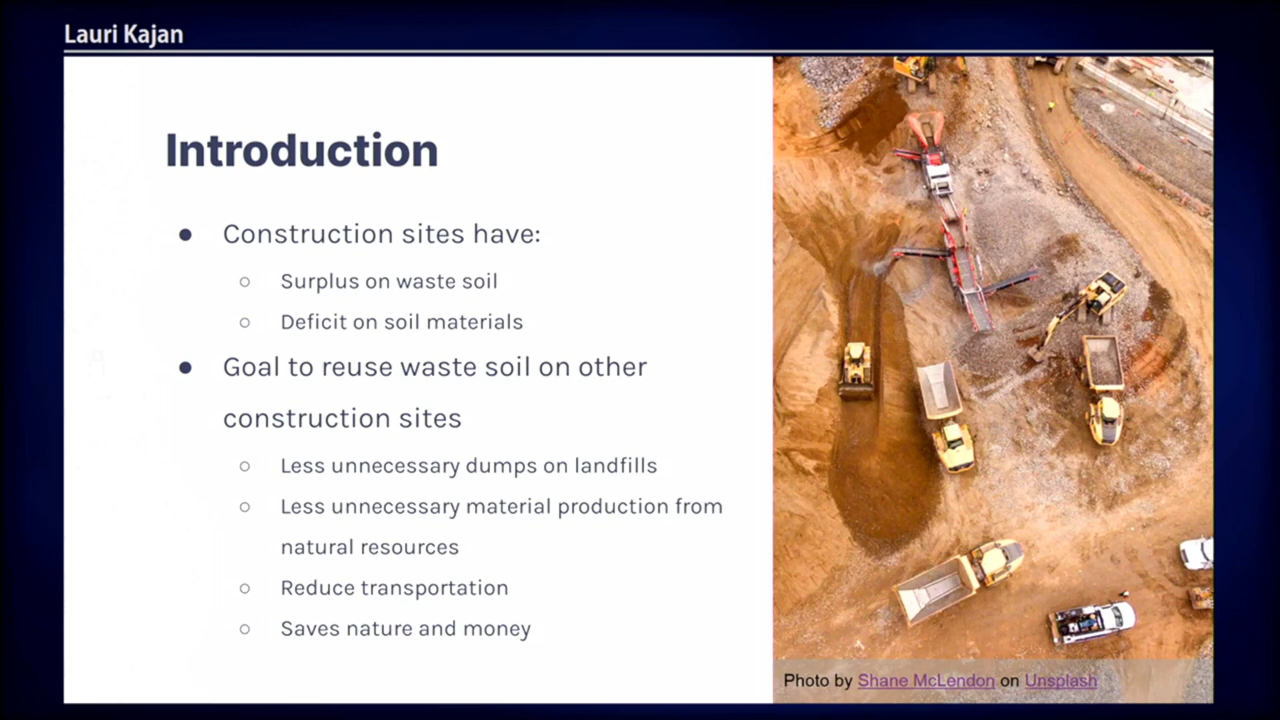 Lauri Kajan
Introduction
● Construction sites have:
○ Surplus on waste soil
○ Deficit on soil materials
● Goal to reuse waste soil on other
construction sites
○ Less unnecessary dumps on landfills
○ Less unnecessary material production from
natural resources
○ Reduce transportation
○ Saves nature and money
Photo by Shane McLendon on Unsplash